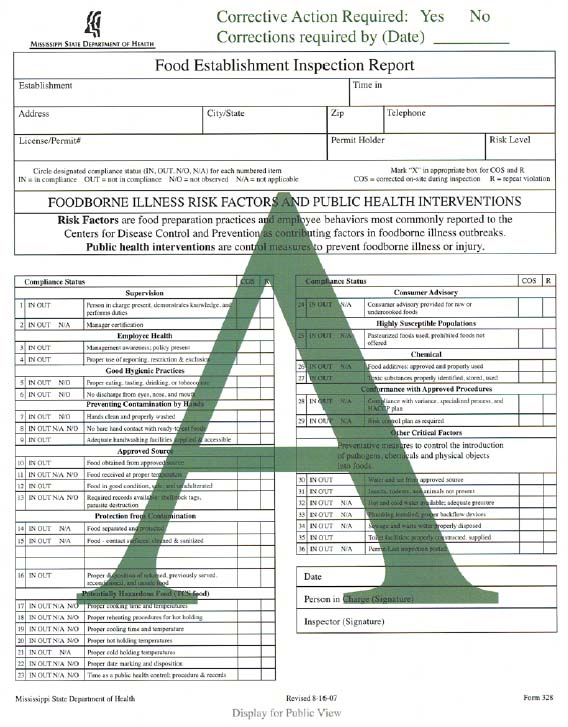 Corrective Action Required: Yes No
MISSISSIPPI STATE DEPARTMENT OF HEALTH
Corrections required by (Date) ___________
Food Establishment Inspection Report
Establishment Time in
Address City/State Zip Telephone
License/Permit# Permit Holder Risk Level
Circle designated compliance status (IN, OUT, N/O, N/A) for each numbered item
IN = in compliance OUT = not in compliance N/O = not observed N/A = not applicable
Mark "X" in appropriate box for COS and R
COS = corrected on-site during inspection R = repeat violation
FOODBORNE ILLNESS RISK FACTORS AND PUBLIC HEALTH INTERVENTIONS
Risk Factors are food preparation practices and employee behaviors most commonly reported to the
Centers for Disease Control and Prevention as contributing factors in foodborne illness outbreaks.
Public health interventions are control measures to prevent foodborne illness or injury.
Compliance Status COS R
Supervision
1 IN OUT Person in charge present, demonstrates knowledge, and
performs duties
2 IN OUT N/A Manager certification
Employee Health
3 IN OUT Management awareness; policy present
4 IN OUT Proper use of reporting, restriction & exclusion
Good Hygienic Practices
5 IN OUT N/O Proper eating, tasting, drinking, or tobacco use
6 IN OUT N/O No discharge from eyes, nose, and mouth
Preventing Contamination by Hands
7 IN OUT N/O Hands clean and properly washed
8 IN OUT N/A N/O No bare hand contact with ready-to-eat foods
9 IN OUT Adequate handwashing facilities supplied & accessible
Approved Source
10 IN OUT Food obtained from approved source
11 IN OUT N/A N/O Food received at proper temperature
12 IN OUT Food in good condition, safe, and unadulterated
13 IN OUT N/A N/O Required records available: shellstock tags,
parasite destruction
Protection from Contamination
14 IN OUT N/A Food separated and protected
15 IN OUT N/A Food - contact surfaces: cleaned & sanitized
16 IN OUT Proper disposition of returned, previously served,
reconditioned, and unsafe food
Potentially Hazardous Food (TCS food)
17 IN OUT N/A N/O Proper cooking time and temperatures
18 IN OUT N/A N/O Proper reheating procedures for hot holding
19 IN OUT N/A N/O Proper cooling time and temperature
20 IN OUT N/A N/O Proper hot holding temperatures
21 IN OUT N/A Proper cold holding temperatures
22 IN OUT N/A N/O Proper date marking and disposition
23 IN OUT N/A N/O Time as a public health control; procedure & records
Compliance Status COS R
Consumer Advisory
24 IN OUT N/A Consumer advisory provided for raw or
undercooked foods
Highly Susceptible Populations
25 IN OUT N/A Pasteurized foods used; prohibited foods not
offered
Chemical
26 IN OUT N/A Food additives: approved and properly used
27 IN OUT Toxic substances properly identified, stored, used
Conformance with Approved Procedures
28 IN OUT N/A Compliance with variance, specialized process, and
HACCP plan
29 IN OUT N/A Risk control plan as required
Other Critical Factors
Preventative measures to control the introduction
of pathogens, chemicals and physical objects
into foods.
30 IN OUT Water and ice from approved source
31 IN OUT Insects, rodents, and animals not present
32 IN OUT N/A Hot and cold water available; adequate pressure
33 IN OUT N/A Plumbing installed; proper backflow devices
34 IN OUT N/A Sewage and waste water properly disposed
35 IN OUT N/A Toilet facilities: properly constructed, supplied
36 IN OUT N/A Permit/Last inspection posted
Date
Person in Charge (Signature)
Inspector (Signature)
A
Mississippi State Department of Health Revised 8-16-07 Form 328
Display for Public View